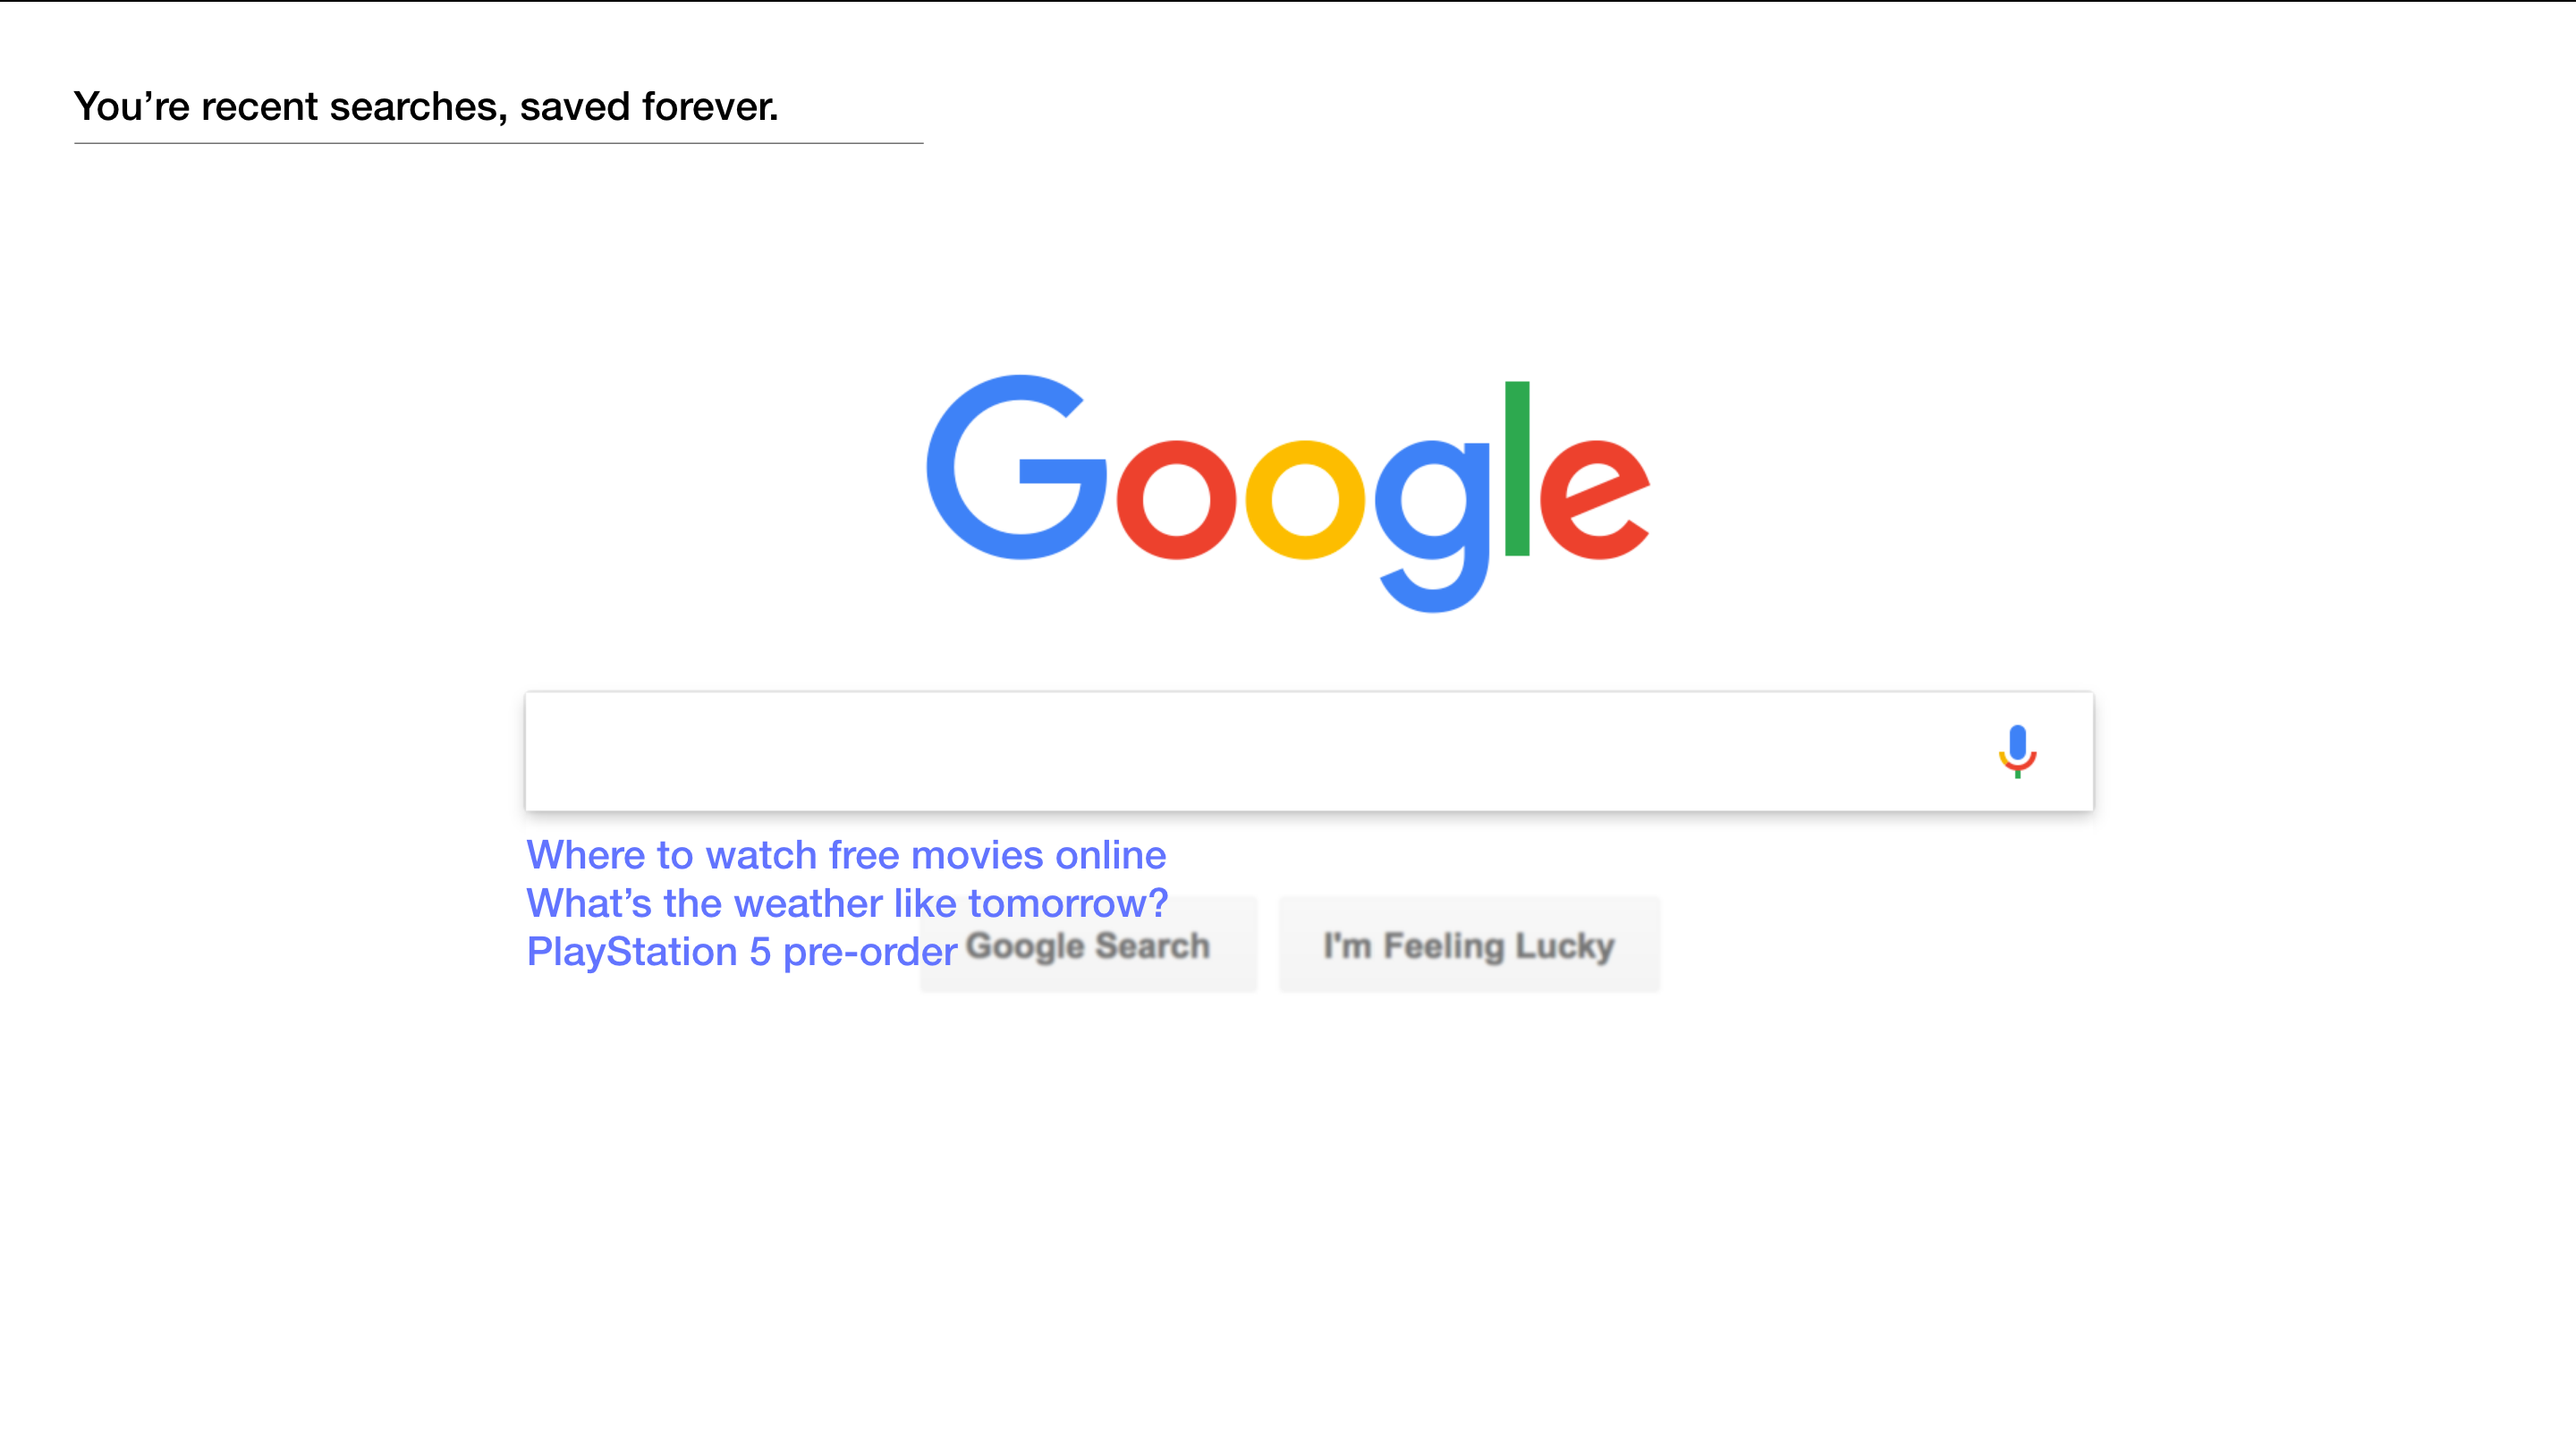 You’re recent searches, saved forever.
Google
Where to watch free movies online
What’s the weather like tomorrow?
PlayStation 5 pre-order
Google Search
I'm Feeling Lucky